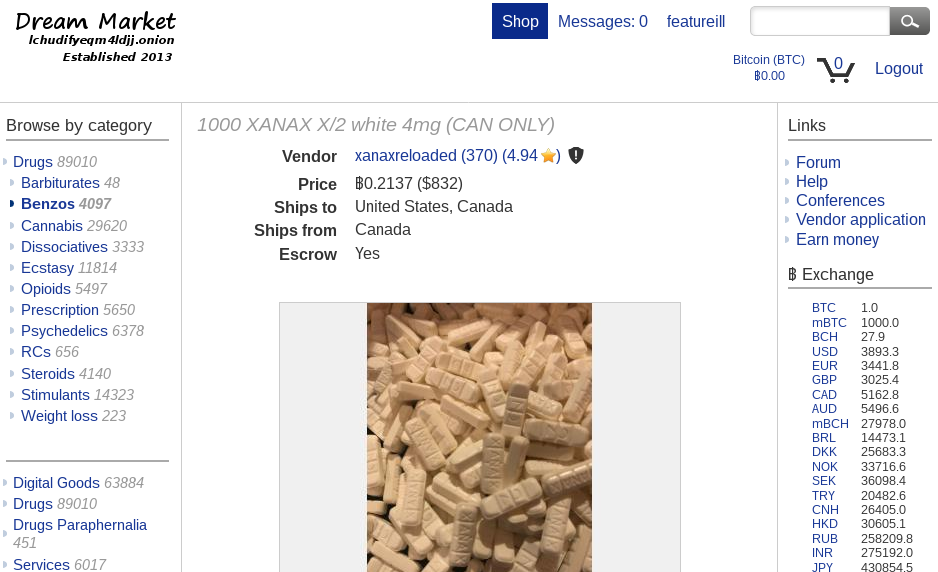 Dream Market
lchudifyeqm4ldjj.onion
Established 2013
Shop Messages: 0 featureill
Bitcoin (BTC)
฿0.00
0
Logout
Browse by category
Drugs 89010
Barbiturates 48
Benzos 4097
Cannabis 29620
Dissociatives 3333
Ecstasy 11814
Opioids 5497
Prescription 5650
Psychedelics 6378
RCs 656
Steroids 4140
Stimulants 14323
Weight loss 223
Digital Goods 63884
Drugs 89010
Drugs Paraphernalia
451
Services 6017
1000 XANAX X/2 white 4mg (CAN ONLY)
Vendor xanaxreloaded (370) (4.94 ⭐)
Price ฿0.2137 ($832)
Ships to United States, Canada
Ships from Canada
Escrow Yes
XANAX
Links
Forum
Help
Conferences
Vendor application
Earn money
฿ Exchange
BTC 1.0
mBTC 1000.0
BCH 27.9
USD 3893.3
EUR 3441.8
GBP 3025.4
CAD 5162.8
AUD 5496.6
mBCH 27978.0
BRL 14473.1
DKK 25683.3
NOK 33716.6
SEK 36098.4
TRY 20482.6
CNH 26405.0
HKD 30605.1
RUB 258209.8
INR 275192.0
JPY 430854.5